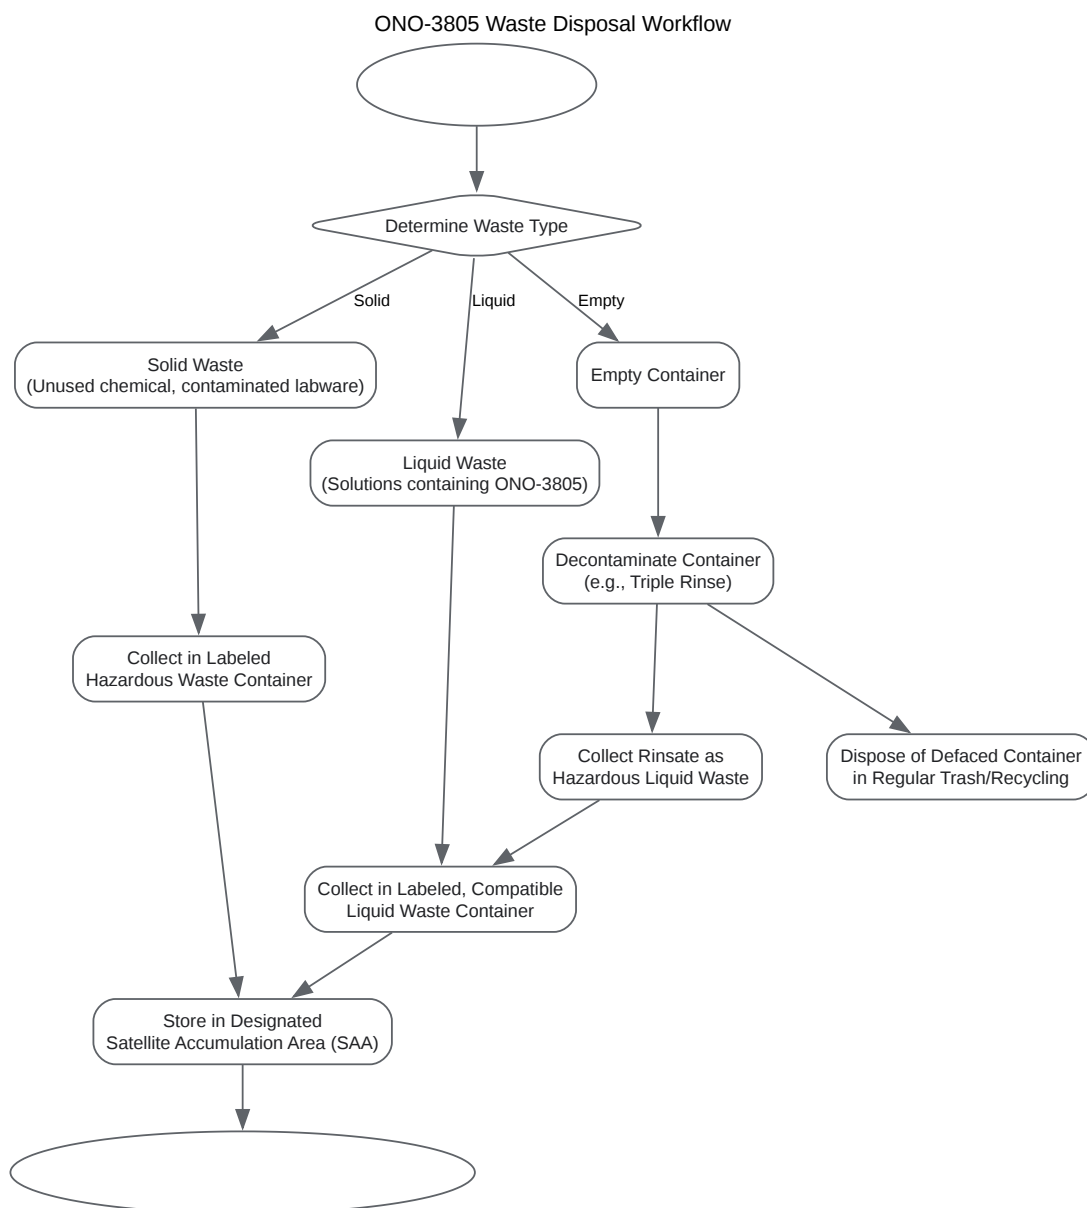 ONO-3805 Waste Disposal Workflow
Determine Waste Type
Solid
Liquid
Empty
Solid Waste
(Unused chemical, contaminated labware)
Empty Container
Liquid Waste
(Solutions containing ONO-3805)
Decontaminate Container
(e.g., Triple Rinse)
Collect in Labeled
Hazardous Waste Container
Collect Rinsate as
Hazardous Liquid Waste
Dispose of Defaced Container
in Regular Trash/Recycling
Collect in Labeled, Compatible
Liquid Waste Container
Store in Designated
Satellite Accumulation Area (SAA)